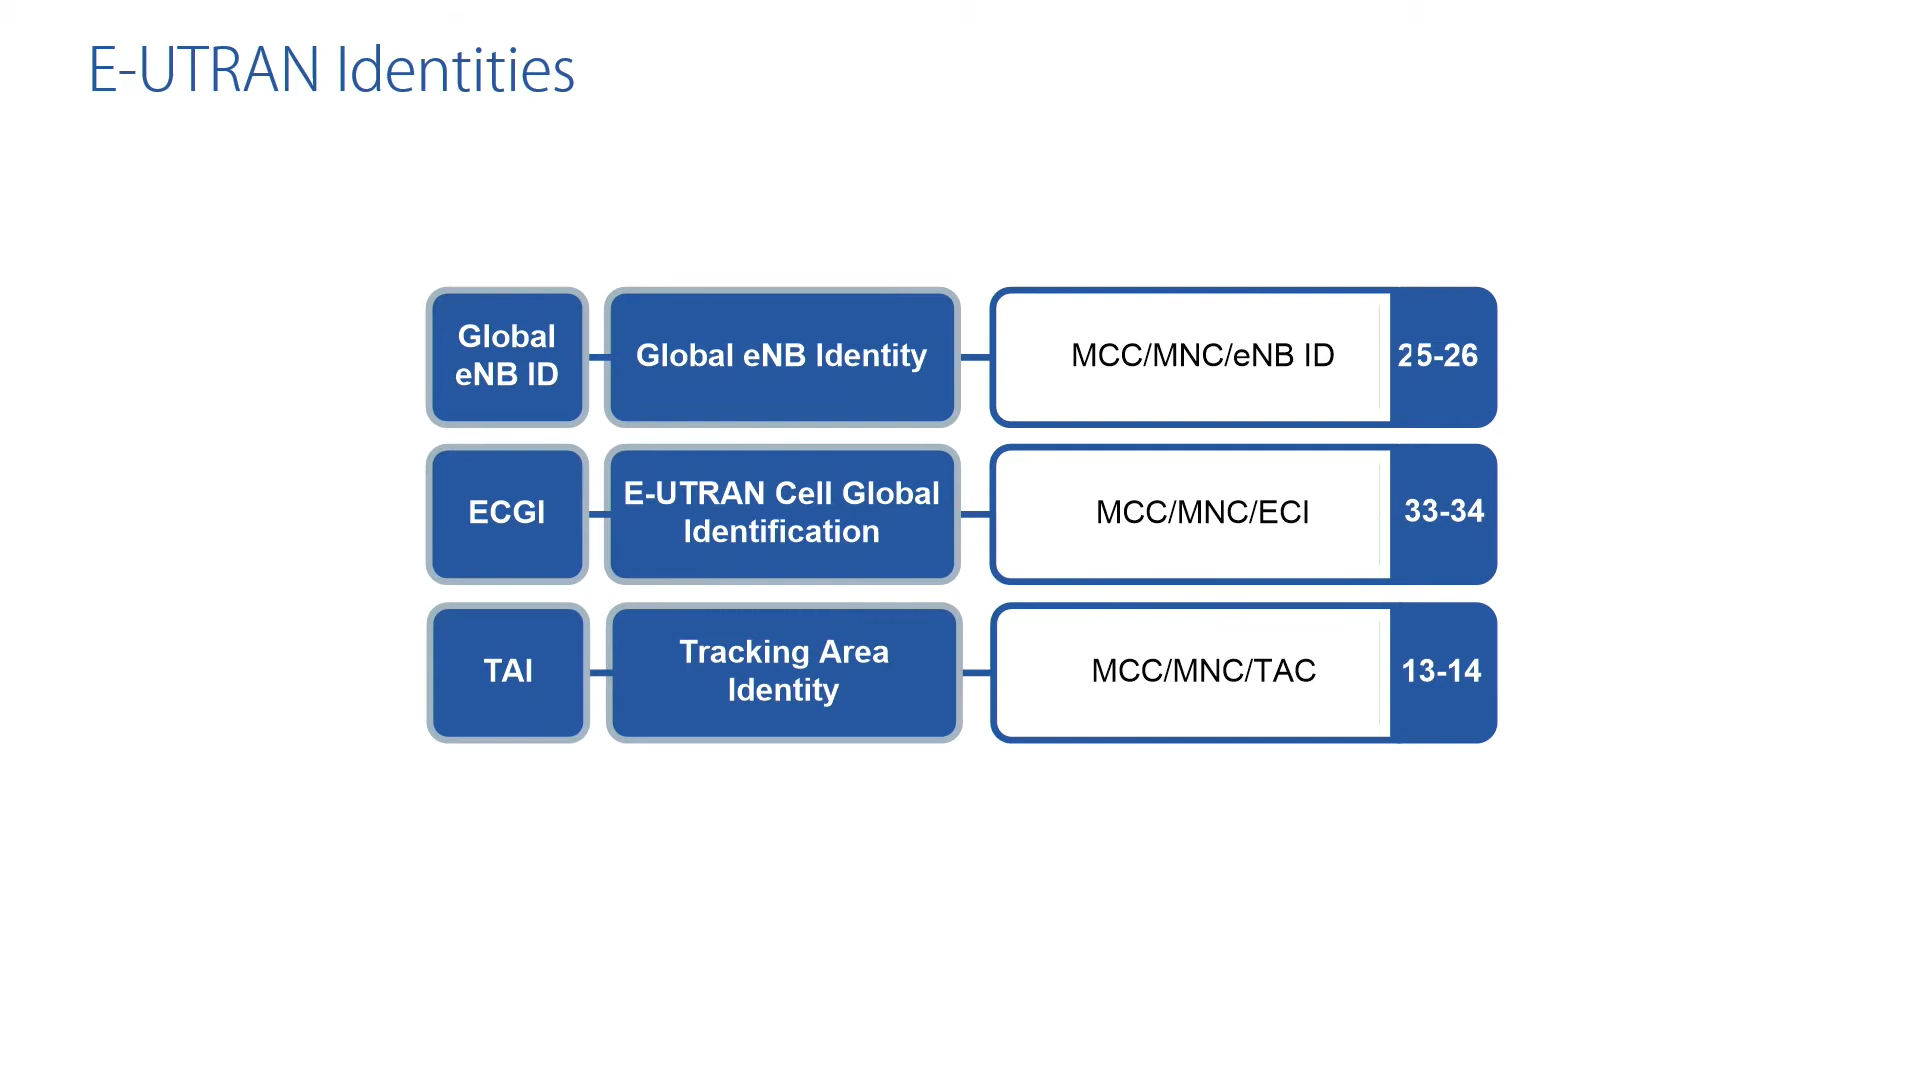 E-UTRAN Identities
Global
eNB ID
Global eNB Identity
MCC/MNC/eNB ID
25-26
ECGI
E-UTRAN Cell Global
Identification
MCC/MNC/ECI
33-34
TAI
Tracking Area
Identity
MCC/MNC/TAC
13-14